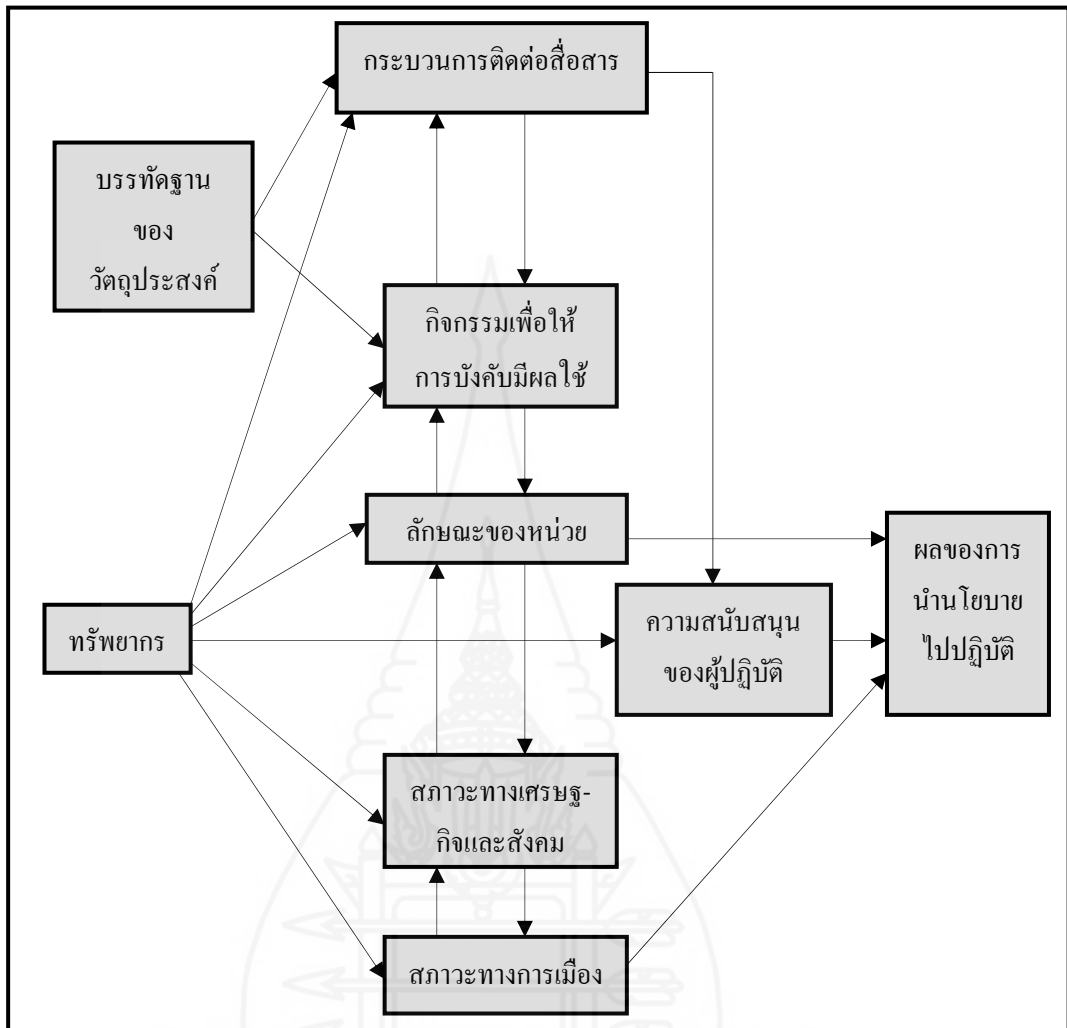 กระบวนการติดต่อสื่อสาร
บรรทัดฐาน
ของ
วัตถุประสงค์
กิจกรรมเพื่อให้
การบังคับมีผลใช้
ลักษณะของหน่วย
ผลของการ
นำนโยบาย
ไปปฏิบัติ
ทรัพยากร
ความสนับสนุน
ของผู้ปฏิบัติ
สภาวะทางเศรษฐ-
กิจและสังคม
สภาวะทางการเมือง